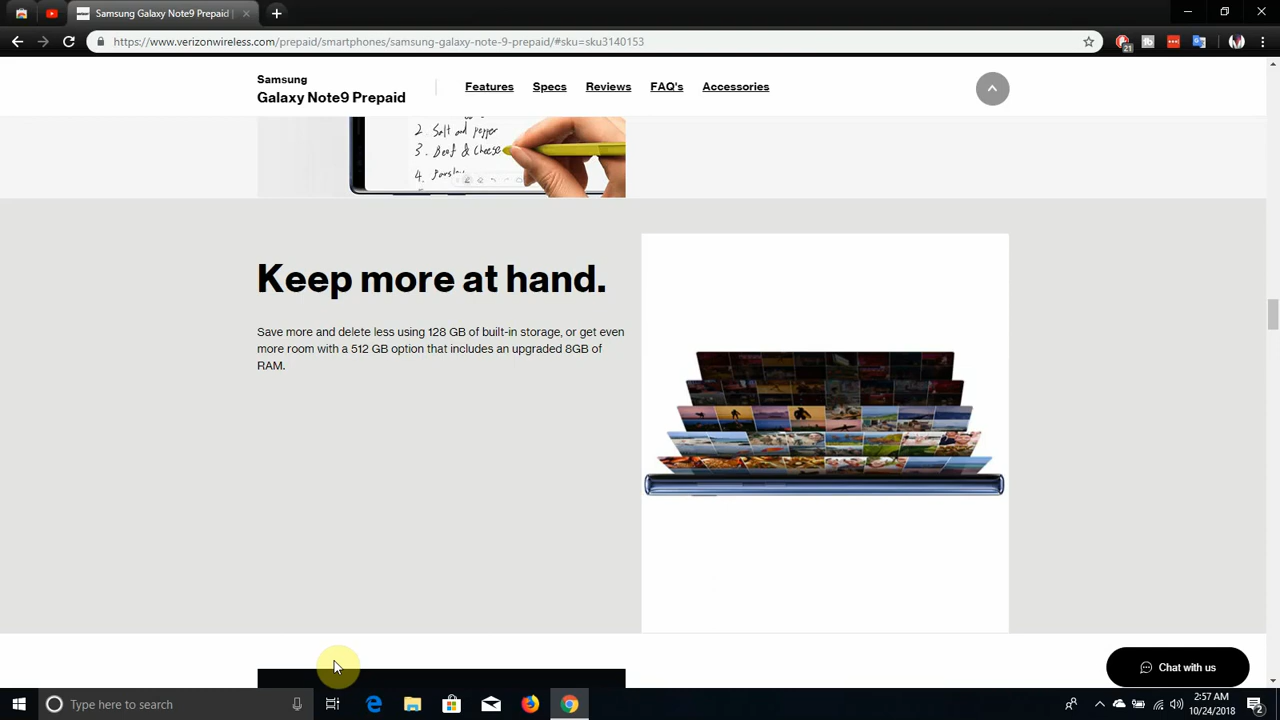 Samsung Galaxy Note9 Prepaid |
https://www.verizonwireless.com/prepaid/smartphones/samsung-galaxy-note-9-prepaid/#sku=sku3140153
21
Samsung
Galaxy Note9 Prepaid
Features
Specs
Reviews
FAQ's
Accessories
2. Salt and pepper
3. Beef & Cheese
4. Parsley
Keep more at hand.
Save more and delete less using 128 GB of built-in storage, or get even
more room with a 512 GB option that includes an upgraded 8GB of
RAM.
Chat with us
Type here to search
2:57 AM
10/24/2018
2